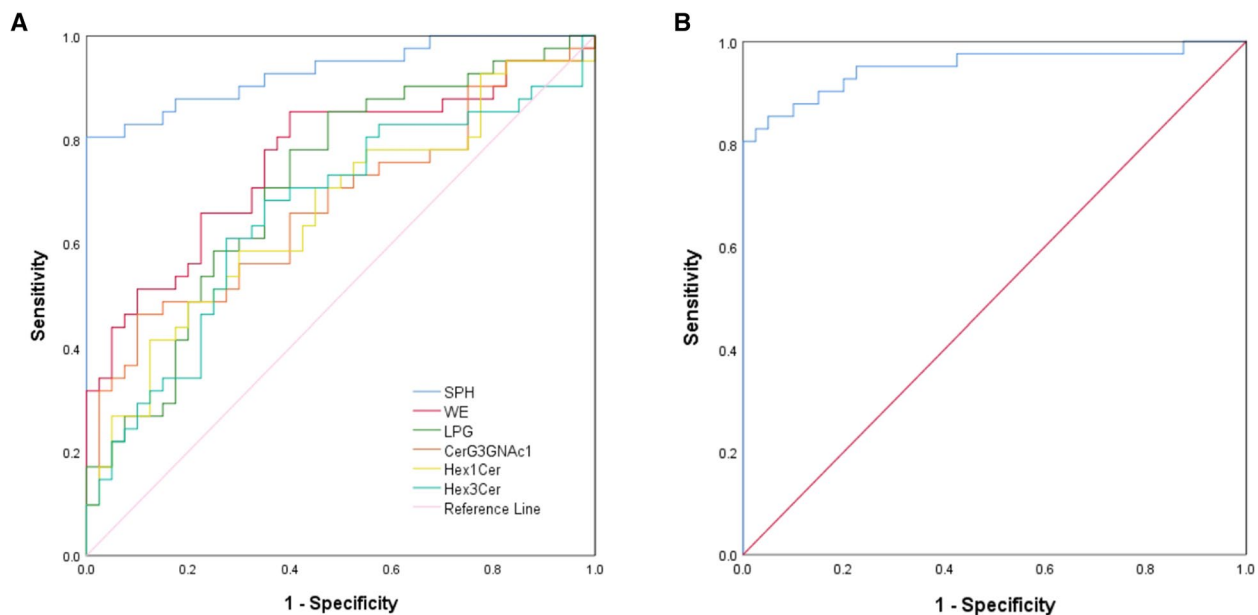 A
1.0
0.8
0.6
0.4
0.2
0.0
Sensitivity
SPH
WE
LPG
CerG3GNAc1
Hex1Cer
Hex3Cer
Reference Line
0.0 0.2 0.4 0.6 0.8 1.0
1 - Specificity
B
1.0
0.8
0.6
0.4
0.2
0.0
Sensitivity
0.0 0.2 0.4 0.6 0.8 1.0
1 - Specificity